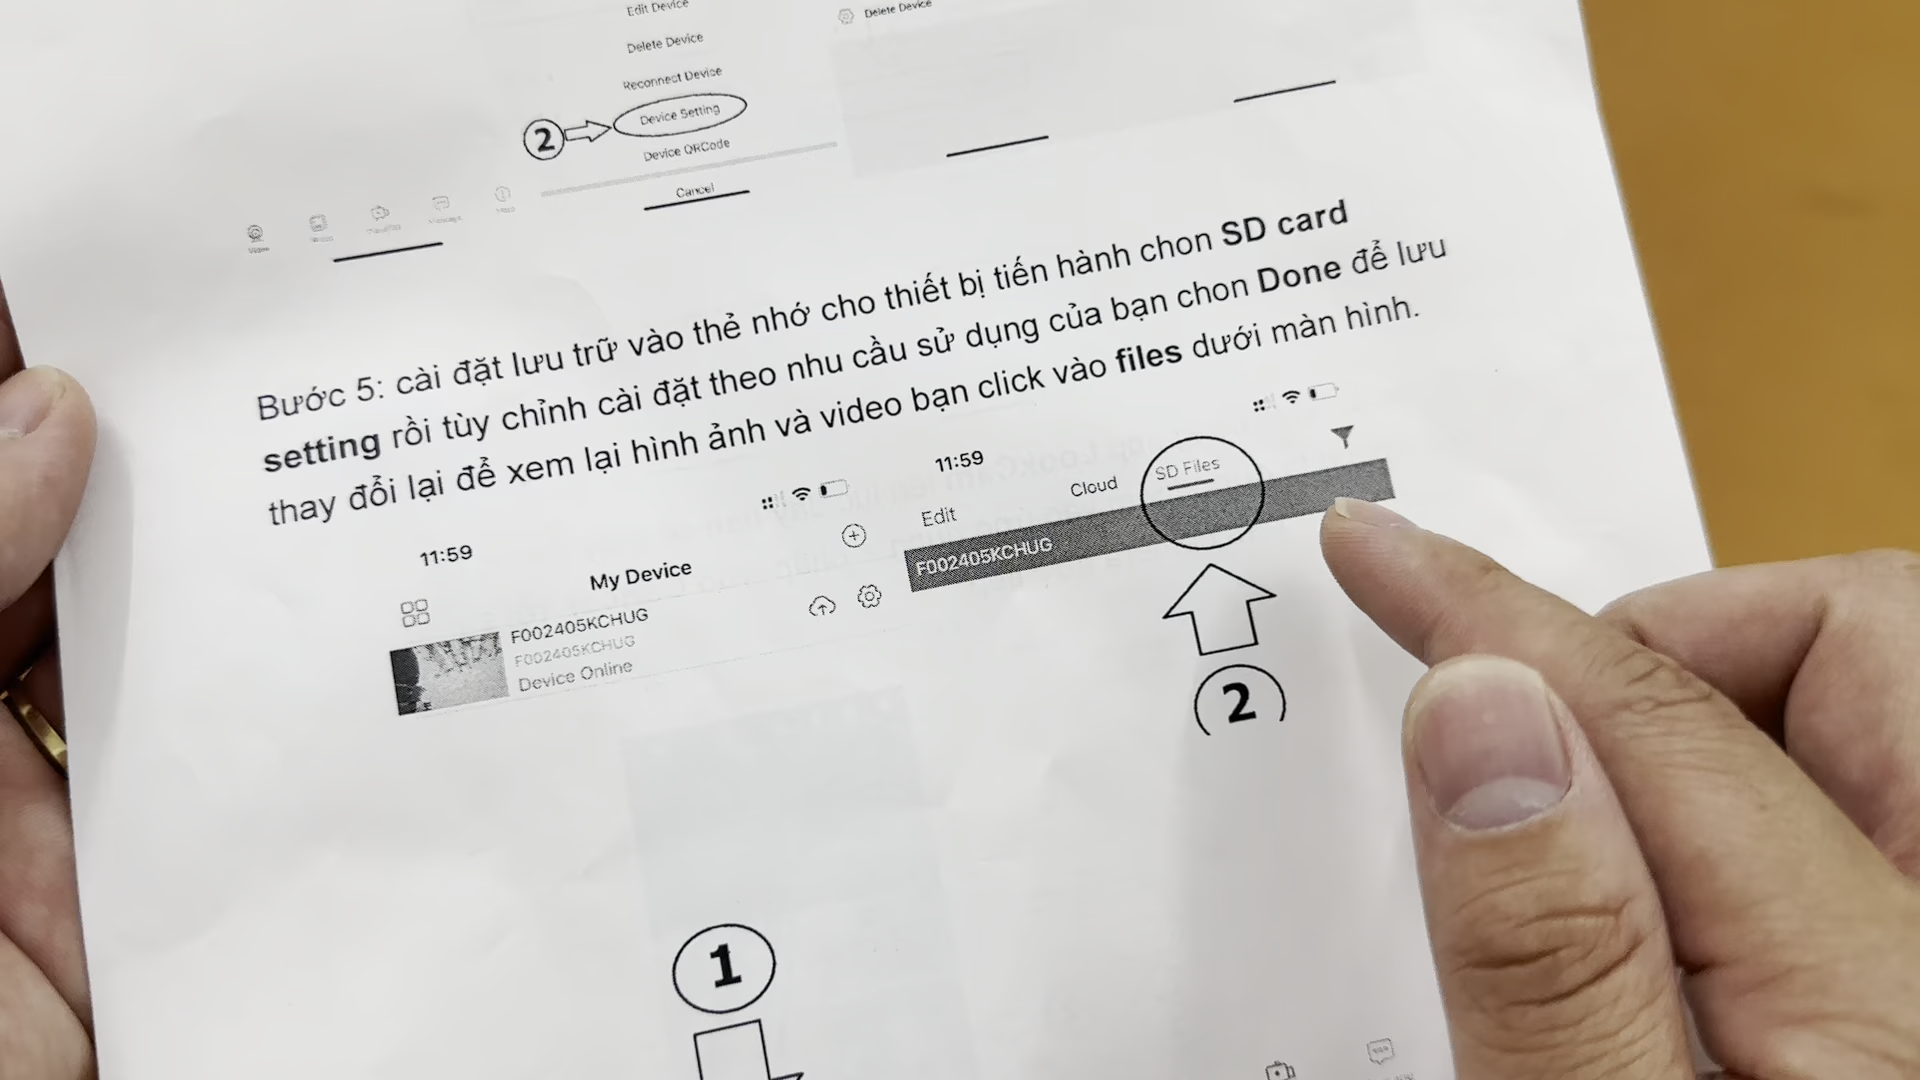 Edit Device
Delete Device
Reconnect Device
2
Device Setting
Device QRCode
Cancel
Delete Device
Bước 5: cài đặt lưu trữ vào thẻ nhớ cho thiết bị tiến hành chon SD card
setting rồi tùy chỉnh cài đặt theo nhu cầu sử dụng của bạn chon Done để lưu
thay đổi lại để xem lại hình ảnh và video bạn click vào files dưới màn hình.
11:59
My Device
F002405KCHUG
F002405KCHUG
Device Online
11:59
Edit
Cloud
SD Files
F002405KCHUG
2
1